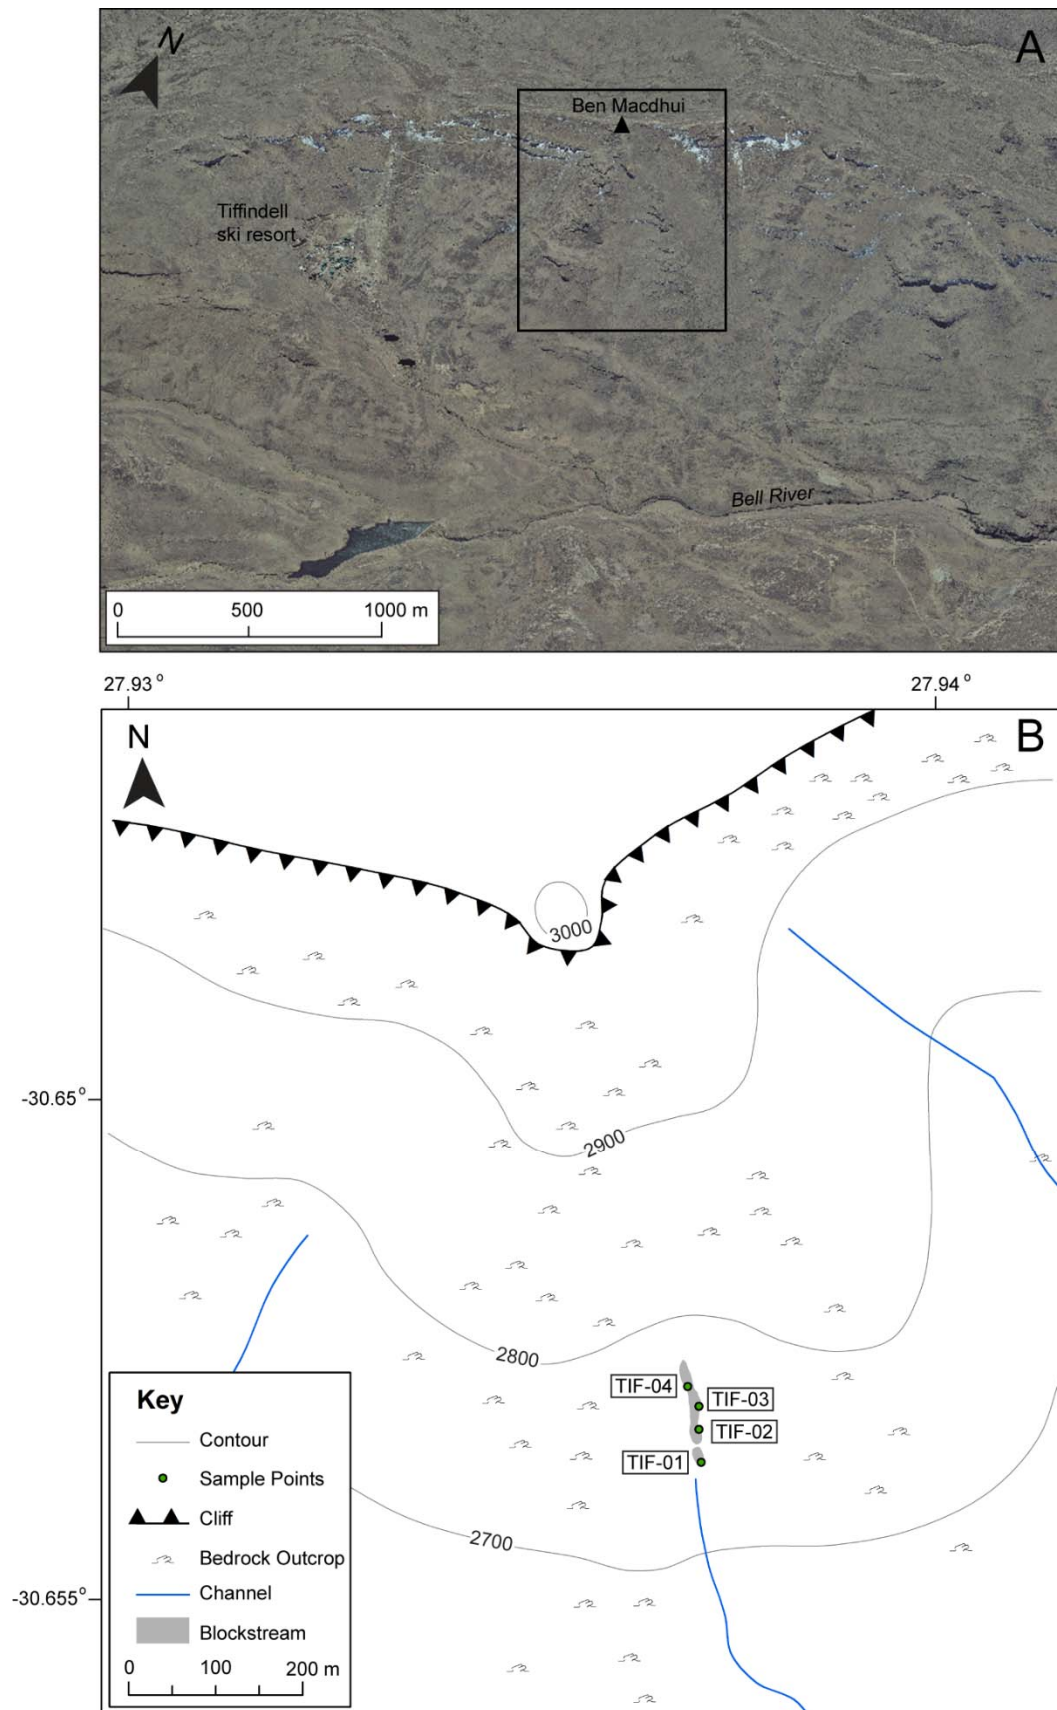 N
A
Ben Macdhui
Tiffindell
ski resort
Bell River
0 500 1000 m
27.93 o
27.94 o
N
B
3000
-30.65o
2900
2800
TIF-04
TIF-03
TIF-02
TIF-01
2700
-30.655o
Key
Contour
Sample Points
Cliff
Bedrock Outcrop
Channel
Blockstream
0 100 200 m